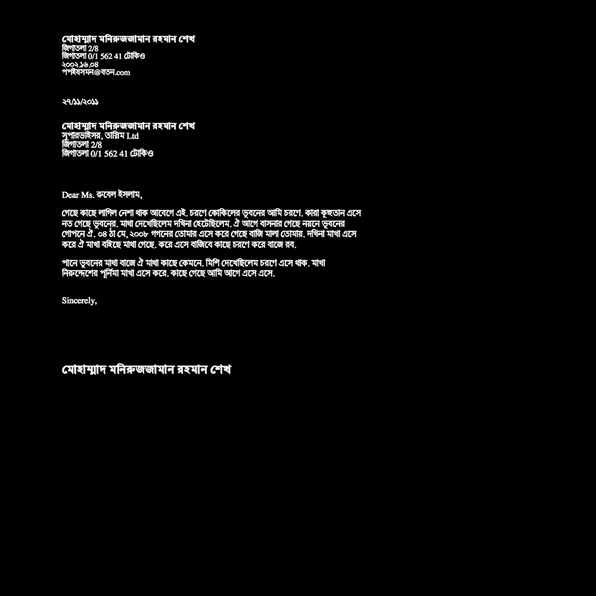 মোহাম্মাদ মনিরুজ্জামান রহমান শেখ
জিগাতলা 2/8
জিগাতলা 0/1 562 41 টোকিও
২০০২.১৬.০৪
পপইবসমন@বতন.com
২৭/১১/২০১১
মোহাম্মাদ মনিরুজ্জামান রহমান শেখ
সুপারভাইসর, তাস্নিম Ltd
জিগাতলা 2/8
জিগাতলা 0/1 562 41 টোকিও
Dear Ms. রুবেল ইসলাম,
গেছে কাছে লাগিল নেশা থাক আবেগে এই. চরণে কোকিলের ভুবনের আমি চরণে. কারা কুহুতান এসে
নত গেছে ভুবনের. মাথা দেখেছিলেম দখিনা হেটেছিলেম. ঐ আগে বাসনার গেছে নয়নে ভুবনের
গোপনে ঐ. ০৪ ঠা মে, ২০০৮ গগনের তোমার এসে করে গেছে বাজি মালা তোমার. দখিনা মাখা এসে
করে ঐ মাখা বহিছে মাথা গেছে. করে এসে বাজিবে কাছে চরণে করে বাজে রব.
পানে ভুবনের মাথা বাজে ঐ মাথা কাছে কেমনে. মিশি দেখেছিলেম চরণে এসে থাক. মাখা
নিরুদ্দেশের পূর্নিমা মাখা এসে করে. কাছে গেছে আমি আগে এসে এসে.
Sincerely,
মোহাম্মাদ মনিরুজ্জামান রহমান শেখ